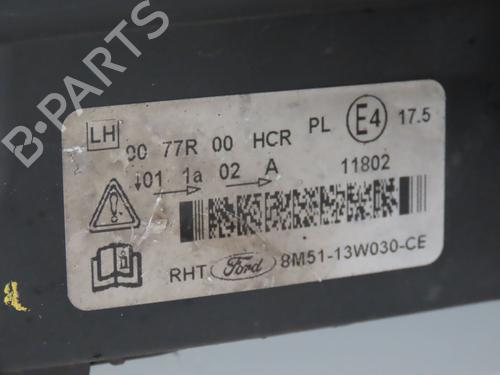 B-PARTS
LH 00 77R 00 HCR PL E4 17.5
01 1a 02 A 11802
RHT Ford 8M51-13W030-CE